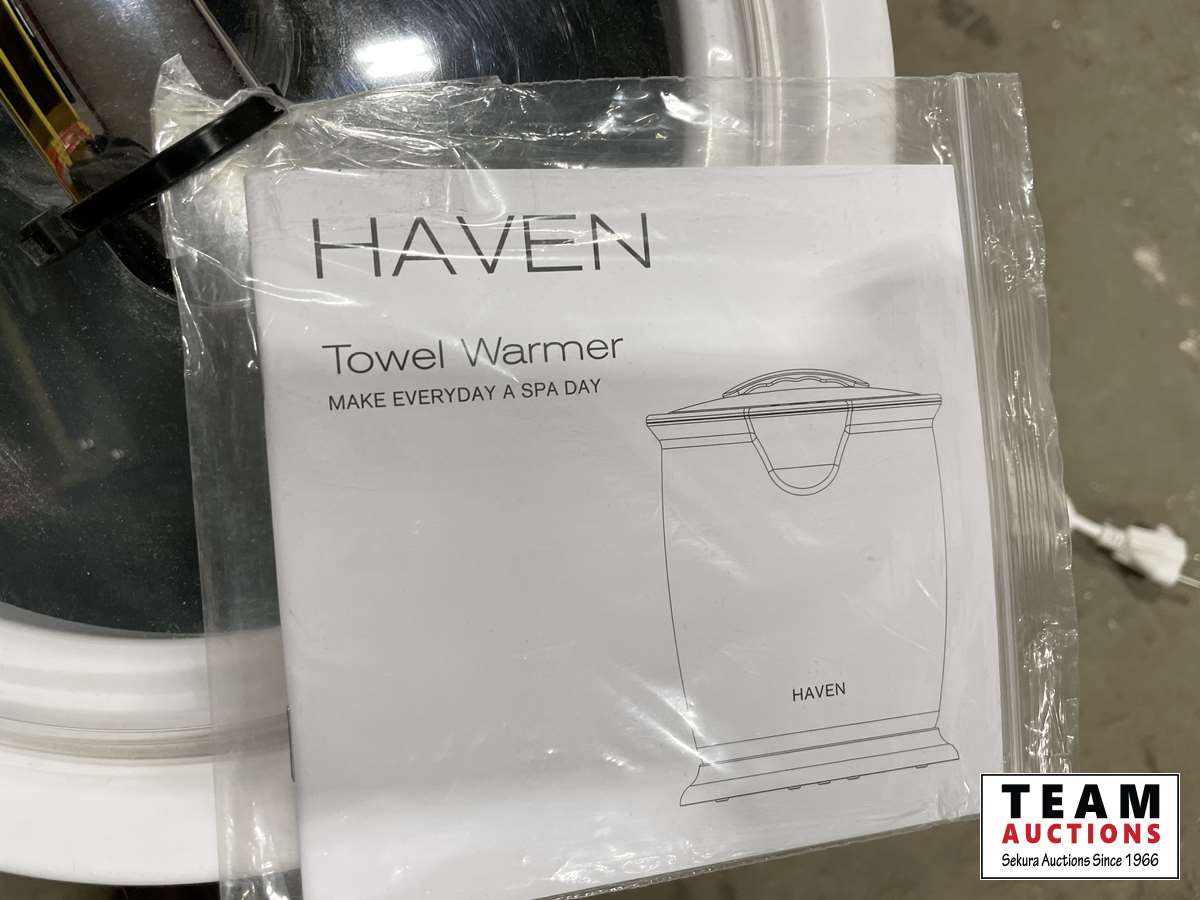 HAVEN
Towel Warmer
MAKE EVERYDAY A SPA DAY
HAVEN
TEAM
AUCTIONS
Sekura Auctions Since 1966